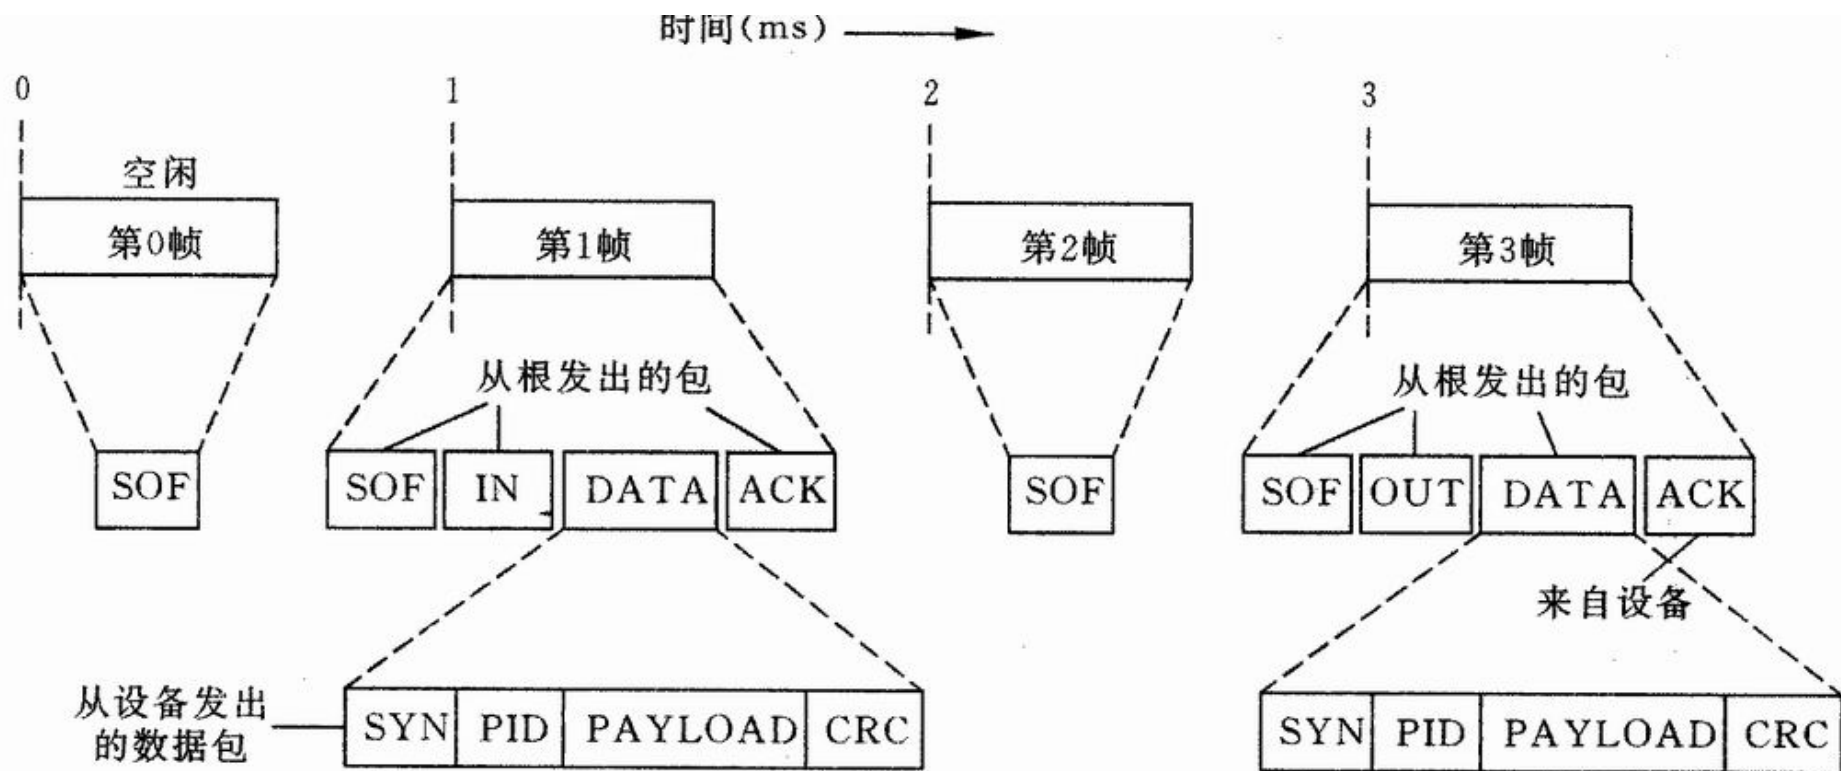 时间(ms)
0 1 2 3
空闲
第0帧 第1帧 第2帧 第3帧
从根发出的包 从根发出的包
SOF SOF IN DATA ACK SOF SOF OUT DATA ACK
来自设备
从设备发出
的数据包
SYN PID PAYLOAD CRC SYN PID PAYLOAD CRC